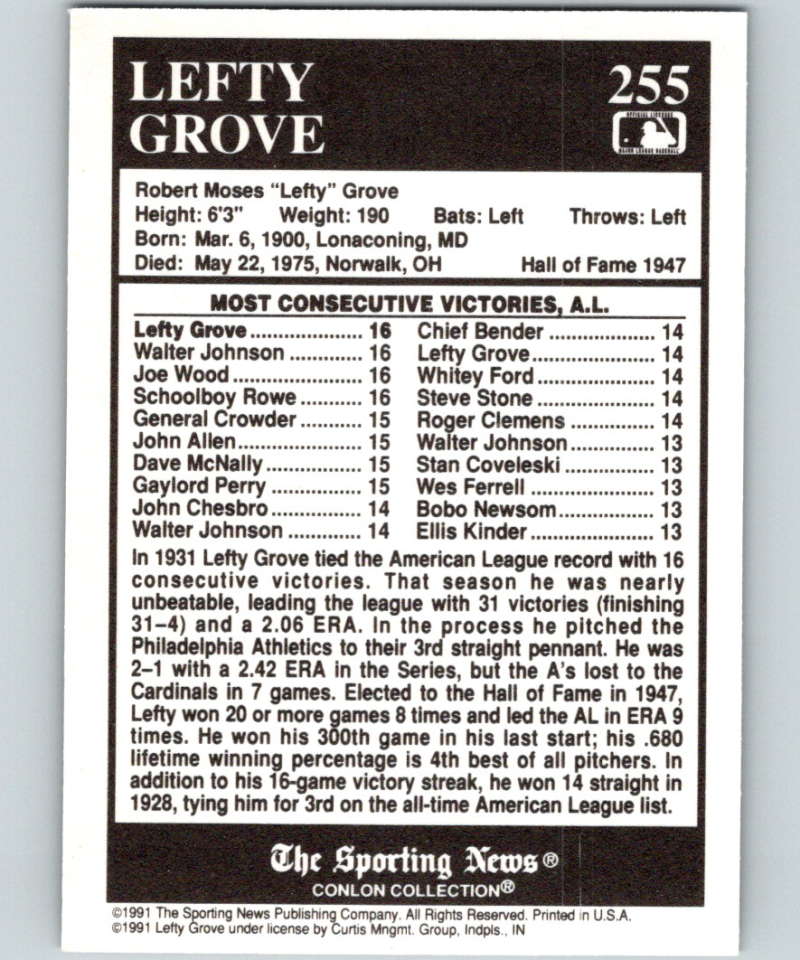 LEFTY
GROVE
255
OFFICIAL LICENSEE
MAJOR LEAGUE BASEBALL
Robert Moses “Lefty” Grove
Height: 6'3" Weight: 190 Bats: Left Throws: Left
Born: Mar. 6, 1900, Lonaconing, MD
Died: May 22, 1975, Norwalk, OH Hall of Fame 1947
MOST CONSECUTIVE VICTORIES, A.L.
Lefty Grove..................... 16
Walter Johnson ............. 16
Joe Wood........................ 16
Schoolboy Rowe ........... 16
General Crowder ........... 15
John Allen....................... 15
Dave McNally.................. 15
Gaylord Perry ................ 15
John Chesbro ................ 14
Walter Johnson ............. 14
Chief Bender .................... 14
Lefty Grove....................... 14
Whitey Ford...................... 14
Steve Stone ...................... 14
Roger Clemens ................ 14
Walter Johnson................ 13
Stan Coveleski ................. 13
Wes Ferrell ....................... 13
Bobo Newsom.................. 13
Ellis Kinder....................... 13
In 1931 Lefty Grove tied the American League record with 16
consecutive victories. That season he was nearly
unbeatable, leading the league with 31 victories (finishing
31–4) and a 2.06 ERA. In the process he pitched the
Philadelphia Athletics to their 3rd straight pennant. He was
2–1 with a 2.42 ERA in the Series, but the A's lost to the
Cardinals in 7 games. Elected to the Hall of Fame in 1947,
Lefty won 20 or more games 8 times and led the AL in ERA 9
times. He won his 300th game in his last start; his .680
lifetime winning percentage is 4th best of all pitchers. In
addition to his 16-game victory streak, he won 14 straight in
1928, tying him for 3rd on the all-time American League list.
The Sporting News®
CONLON COLLECTION®
©1991 The Sporting News Publishing Company. All Rights Reserved. Printed in U.S.A.
©1991 Lefty Grove under license by Curtis Mngmt. Group, Indpls., IN